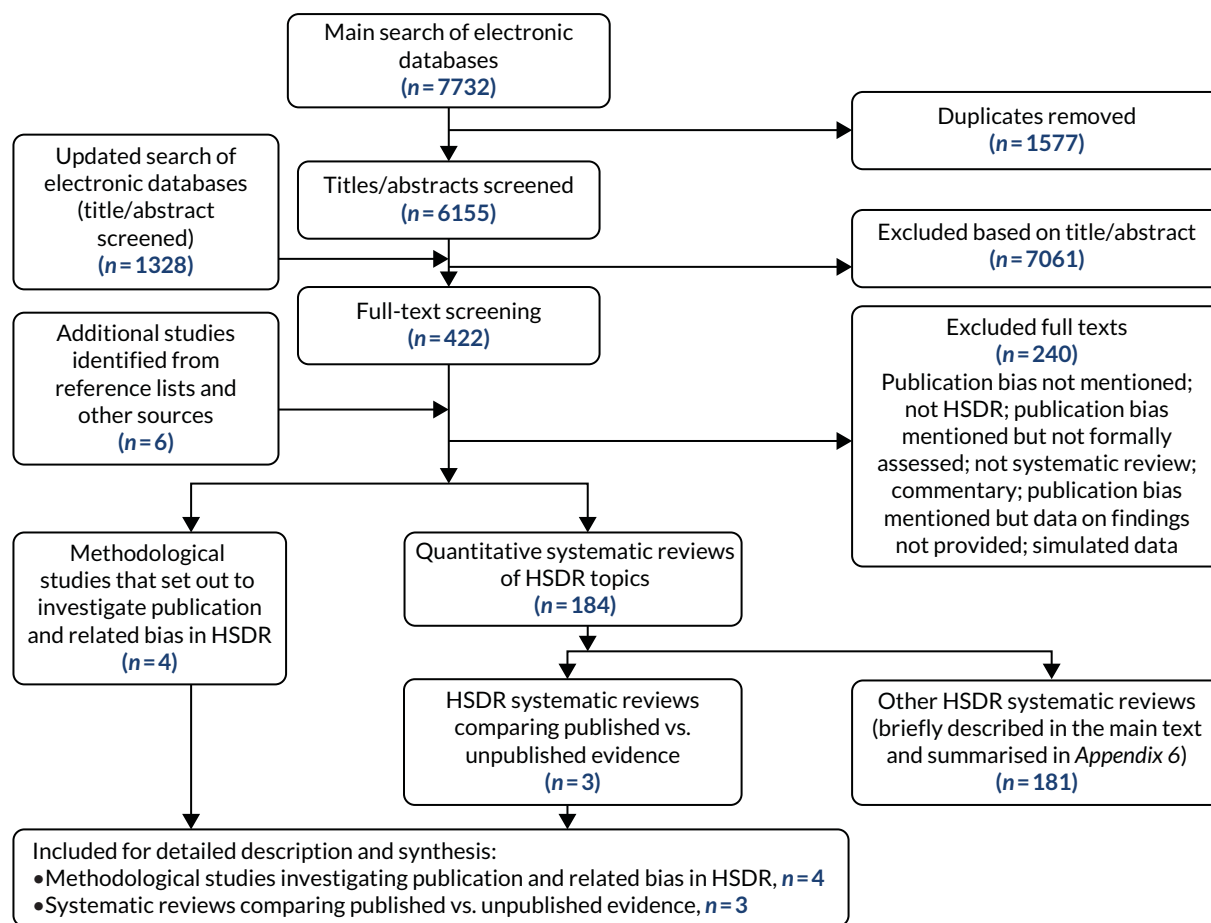 Main search of electronic
databases
(n = 7732)
Duplicates removed
(n = 1577)
Updated search of
electronic databases
(title/abstract
screened)
(n = 1328)
Titles/abstracts screened
(n = 6155)
Excluded based on title/abstract
(n = 7061)
Full-text screening
(n = 422)
Additional studies
identified from
reference lists and
other sources
(n = 6)
Excluded full texts
(n = 240)
Publication bias not mentioned;
not HSDR; publication bias
mentioned but not formally
assessed; not systematic review;
commentary; publication bias
mentioned but data on findings
not provided; simulated data
Methodological
studies that set out to
investigate publication
and related bias in HSDR
(n = 4)
Quantitative systematic reviews
of HSDR topics
(n = 184)
HSDR systematic reviews
comparing published vs.
unpublished evidence
(n = 3)
Other HSDR systematic reviews
(briefly described in the main text
and summarised in Appendix 6)
(n = 181)
Included for detailed description and synthesis:
•Methodological studies investigating publication and related bias in HSDR, n = 4
•Systematic reviews comparing published vs. unpublished evidence, n = 3